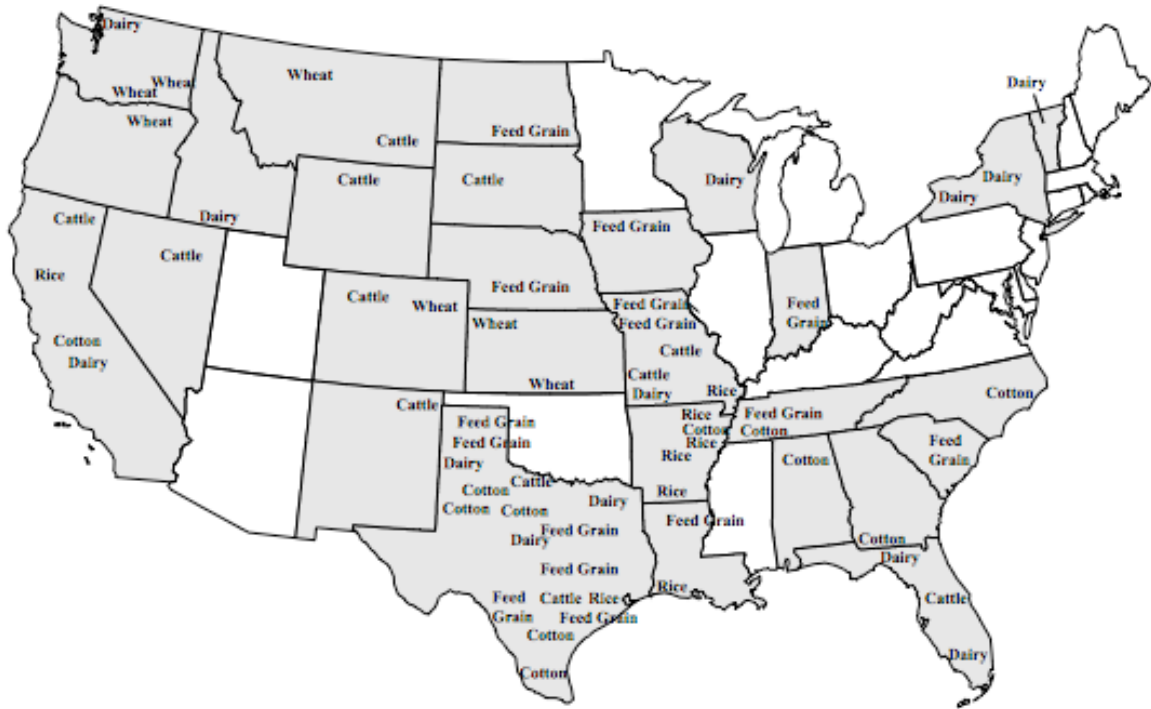 Dairy
Wheat
Wheat
Wheat
Wheat
Cattle
Feed Grain
Dairy
Cattle
Cattle
Dairy
Dairy
Dairy
Dairy
Cattle
Feed Grain
Cattle
Rice
Feed Grain
Cattle
Wheat
Feed Grain
Feed
Grain
Wheat
Feed Grain
Cotton
Dairy
Cattle
Wheat
Cattle
Dairy
Rice
Cotton
Cattle
Feed Grain
Rice
Feed Grain
Cotton
Cotton
Feed Grain
Rice
Feed
Grain
Dairy
Rice
Cotton
Cattle
Cotton
Rice
Dairy
Cotton
Cotton
Feed Grain
Feed Grain
Dairy
Cotton
Dairy
Feed Grain
Rice
Feed
Grain
Cattle
Rice
Cattle
Feed Grain
Cotton
Dairy
Cotton